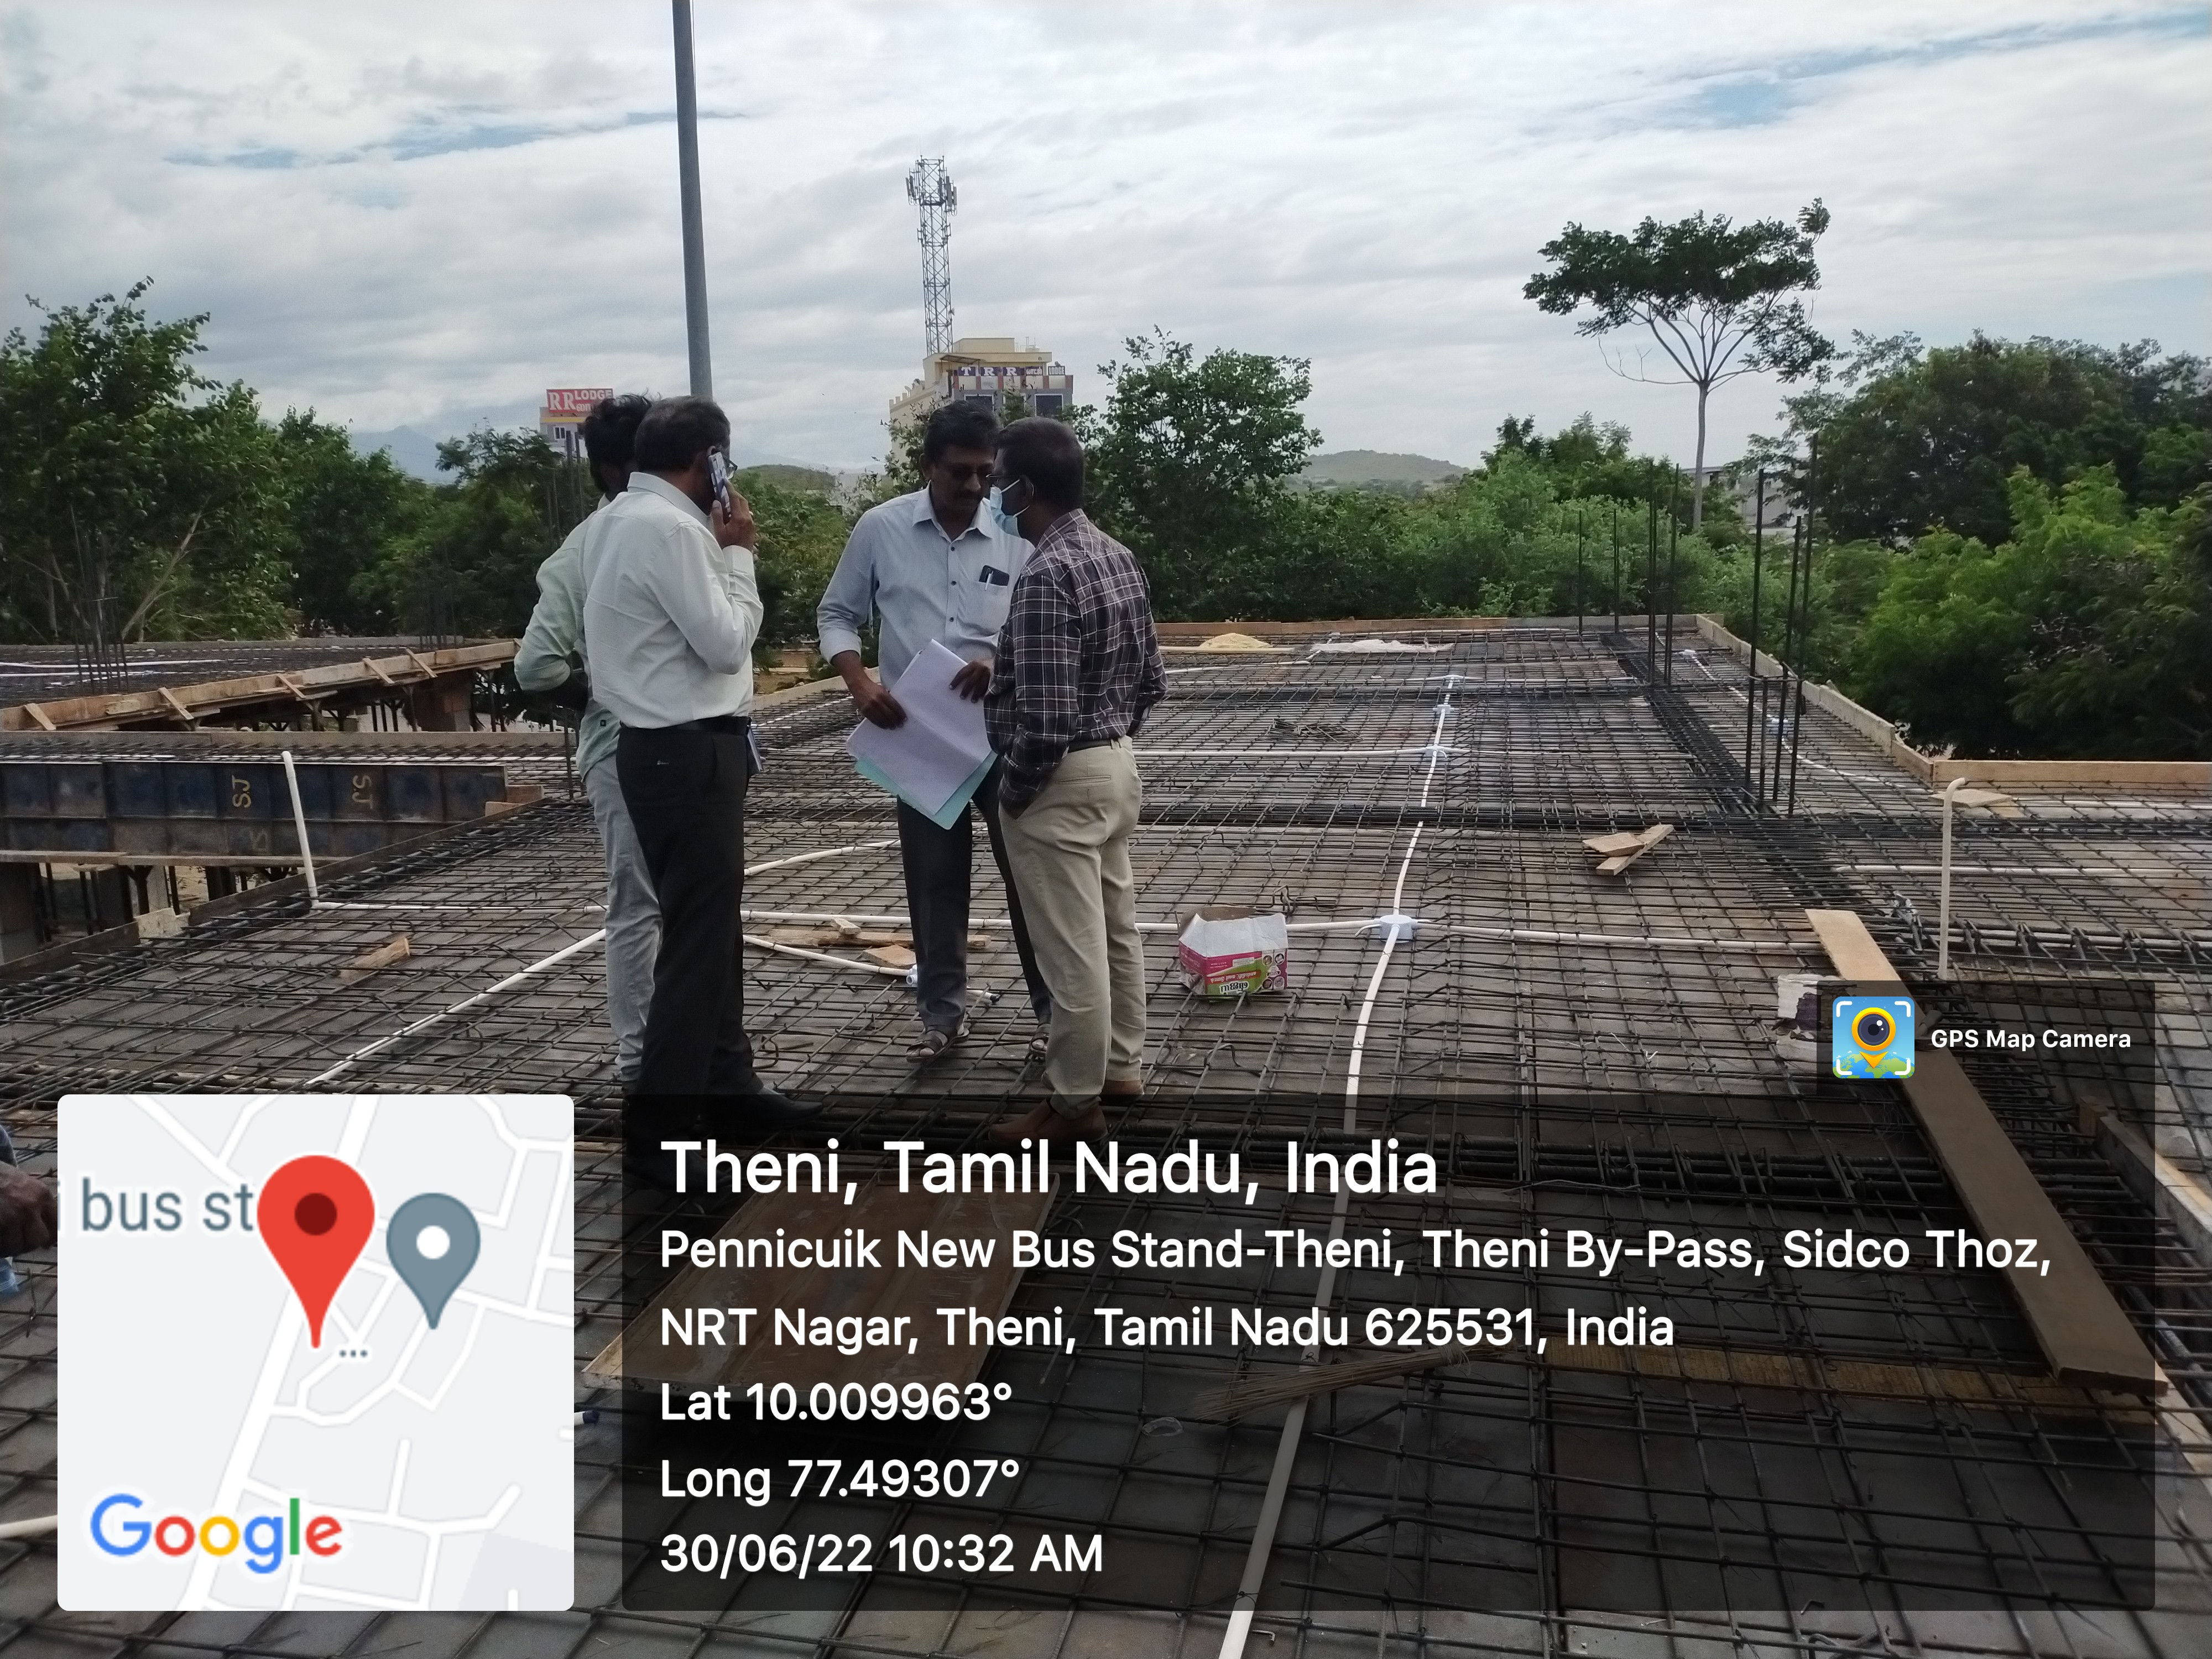 RR LODGE
T R R
SJ
SJ
GPS Map Camera
i bus st
Google
Theni, Tamil Nadu, India
Pennicuik New Bus Stand-Theni, Theni By-Pass, Sidco Thoz,
NRT Nagar, Theni, Tamil Nadu 625531, India
Lat 10.009963°
Long 77.49307°
30/06/22 10:32 AM